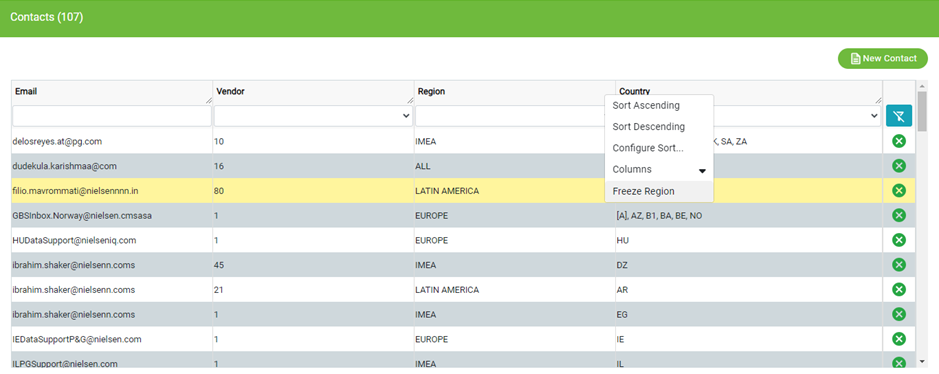 Contacts (107)
New Contact
Email Vendor Region Country
Sort Ascending
Sort Descending
Configure Sort...
Columns
Freeze Region
delosreyes.at@pg.com 10 IMEA , SA, ZA
dudekula.karishmaa@com 16 ALL
filio.mavrommati@nielsennnn.in 80 LATIN AMERICA
GBSInbox.Norway@nielsen.cmsasa 1 EUROPE [A], AZ, B1, BA, BE, NO
HUDataSupport@nielseniq.com 1 EUROPE HU
ibrahim.shaker@nielsenn.coms 45 IMEA DZ
ibrahim.shaker@nielsenn.coms 21 LATIN AMERICA AR
ibrahim.shaker@nielsenn.coms 1 IMEA EG
IEDataSupportP&G@nielsen.com 1 EUROPE IE
ILPGSupport@nielsen.com 1 IMEA IL